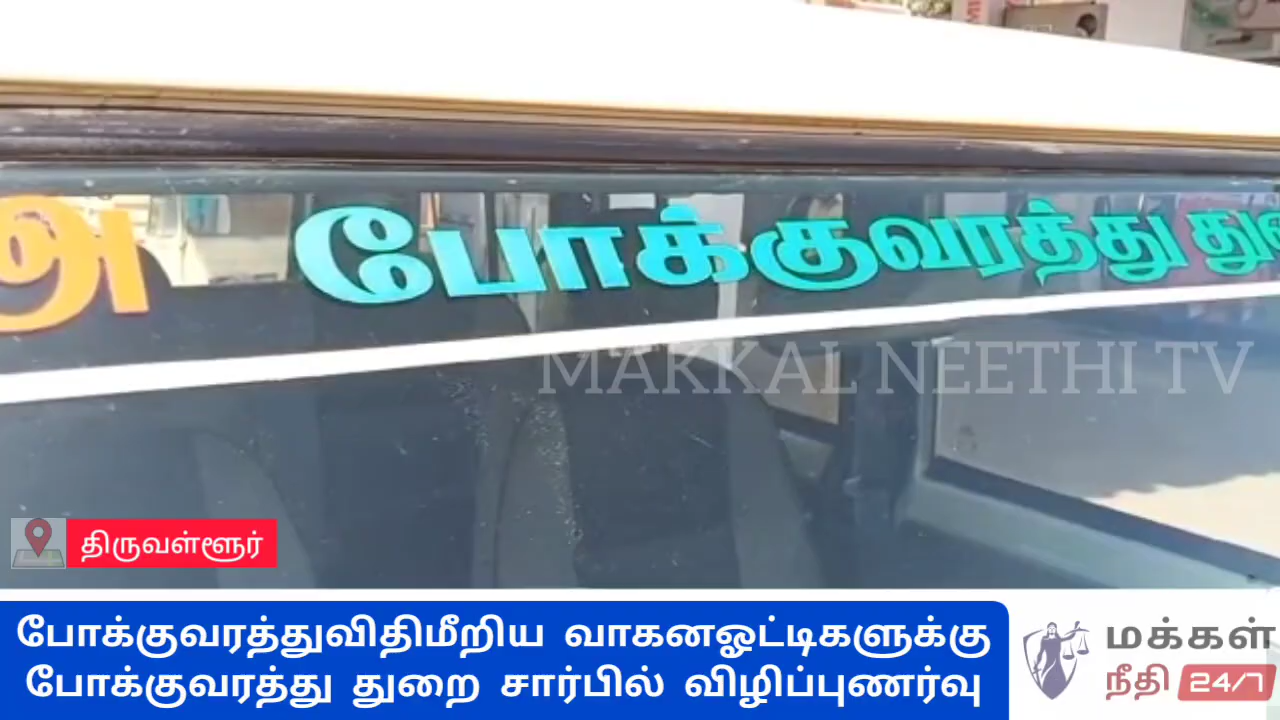 அ போக்குவரத்து
MAKKAL NEETHI TV
திருவள்ளூர்
போக்குவரத்துவிதிமீறிய வாகனஓட்டிகளுக்கு
போக்குவரத்து துறை சார்பில் விழிப்புணர்வு
மக்கள்
நீதி 24/7